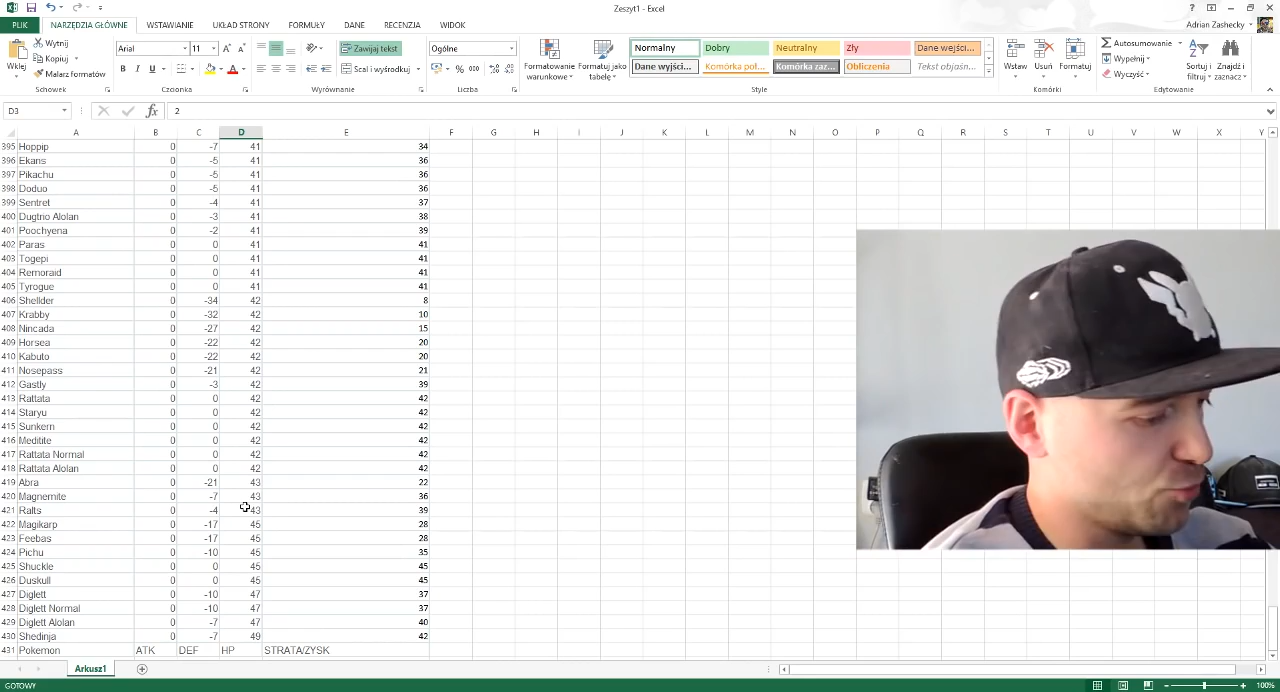 Zeszyt1 - Excel
PLIK NARZĘDZIA GŁÓWNE WSTAWIANIE UKŁAD STRONY FORMUŁY DANE RECENZJA WIDOK
Adrian Zashecky
Wklej
Wytnij
Kopiuj
Malarz formatów
Schowek
Arial 11
B I U
Czcionka
Zawijaj tekst
Scal i wyśrodkuj
Wyrównanie
Ogólne
% 000
Liczba
Formatowanie warunkowe
Formatuj jako tabelę
Normalny Dobry Neutralny Zły Dane wejści...
Dane wyjści... Komórka poł... Komórka zaz... Obliczenia Tekst objaśn...
Style
Wstaw Usuń Formatuj
Komórki
Autosumowanie
Wypełnij
Wyczyść
Sortuj i filtruj
Znajdź i zaznacz
Edytowanie
D3 fx 2
A B C D E F G H I J K L M N O P Q R S T U V W X Y
395 Hoppip 0 -7 41 34
396 Ekans 0 -5 41 36
397 Pikachu 0 -5 41 36
398 Doduo 0 -5 41 36
399 Sentret 0 -4 41 37
400 Dugtrio Alolan 0 -3 41 38
401 Poochyena 0 -2 41 39
402 Paras 0 0 41 41
403 Togepi 0 0 41 41
404 Remoraid 0 0 41 41
405 Tyrogue 0 0 41 41
406 Shellder 0 -34 42 8
407 Krabby 0 -32 42 10
408 Nincada 0 -27 42 15
409 Horsea 0 -22 42 20
410 Kabuto 0 -22 42 20
411 Nosepass 0 -21 42 21
412 Gastly 0 -3 42 39
413 Rattata 0 0 42 42
414 Staryu 0 0 42 42
415 Sunkern 0 0 42 42
416 Meditite 0 0 42 42
417 Rattata Normal 0 0 42 42
418 Rattata Alolan 0 0 42 42
419 Abra 0 -21 43 22
420 Magnemite 0 -7 43 36
421 Ralts 0 -4 43 39
422 Magikarp 0 -17 45 28
423 Feebas 0 -17 45 28
424 Pichu 0 -10 45 35
425 Shuckle 0 0 45 45
426 Duskull 0 0 45 45
427 Diglett 0 -10 47 37
428 Diglett Normal 0 -10 47 37
429 Diglett Alolan 0 -7 47 40
430 Shedinja 0 -7 49 42
431 Pokemon ATK DEF HP STRATA/ZYSK
Arkusz1
GOTOWY
100%